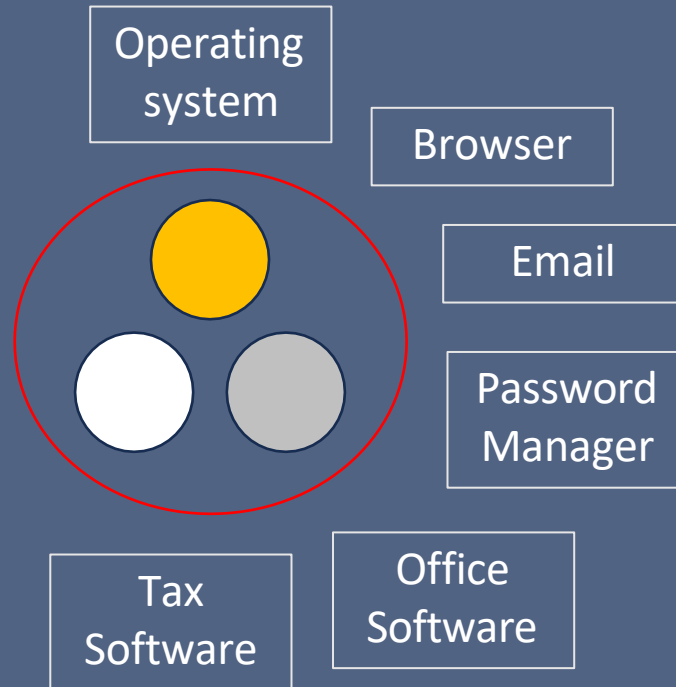 Operating
system
Browser
Email
Password
Manager
Office
Software
Tax
Software